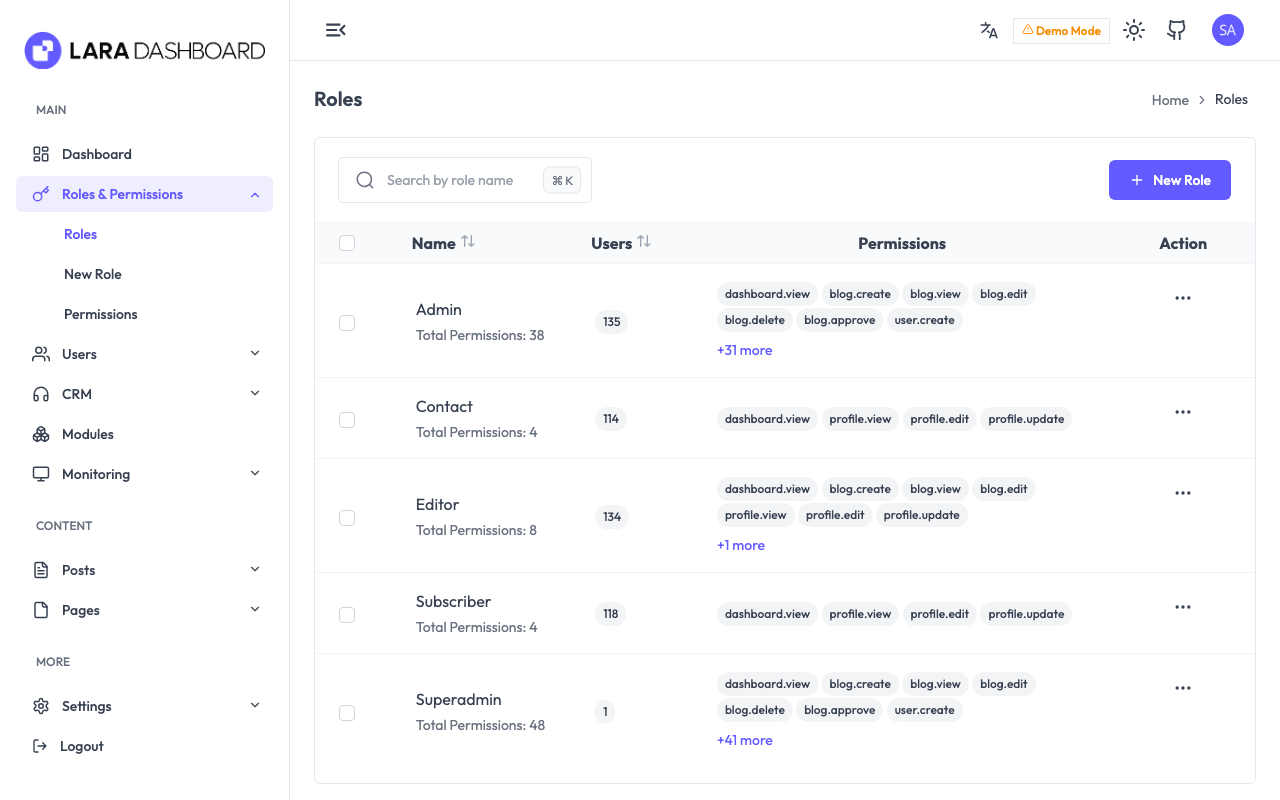 LARA DASHBOARD
MAIN
Dashboard
Roles & Permissions
Roles
New Role
Permissions
Users
CRM
Modules
Monitoring
CONTENT
Posts
Pages
MORE
Settings
Logout
Demo Mode
SA
Roles
Home > Roles
Search by role name ⌘ K
New Role
Name Users Permissions Action
Admin
Total Permissions: 38
135
dashboard.view blog.create blog.view blog.edit
blog.delete blog.approve user.create
+31 more
Contact
Total Permissions: 4
114
dashboard.view profile.view profile.edit profile.update
Editor
Total Permissions: 8
134
dashboard.view blog.create blog.view blog.edit
profile.view profile.edit profile.update
+1 more
Subscriber
Total Permissions: 4
118
dashboard.view profile.view profile.edit profile.update
Superadmin
Total Permissions: 48
1
dashboard.view blog.create blog.view blog.edit
blog.delete blog.approve user.create
+41 more